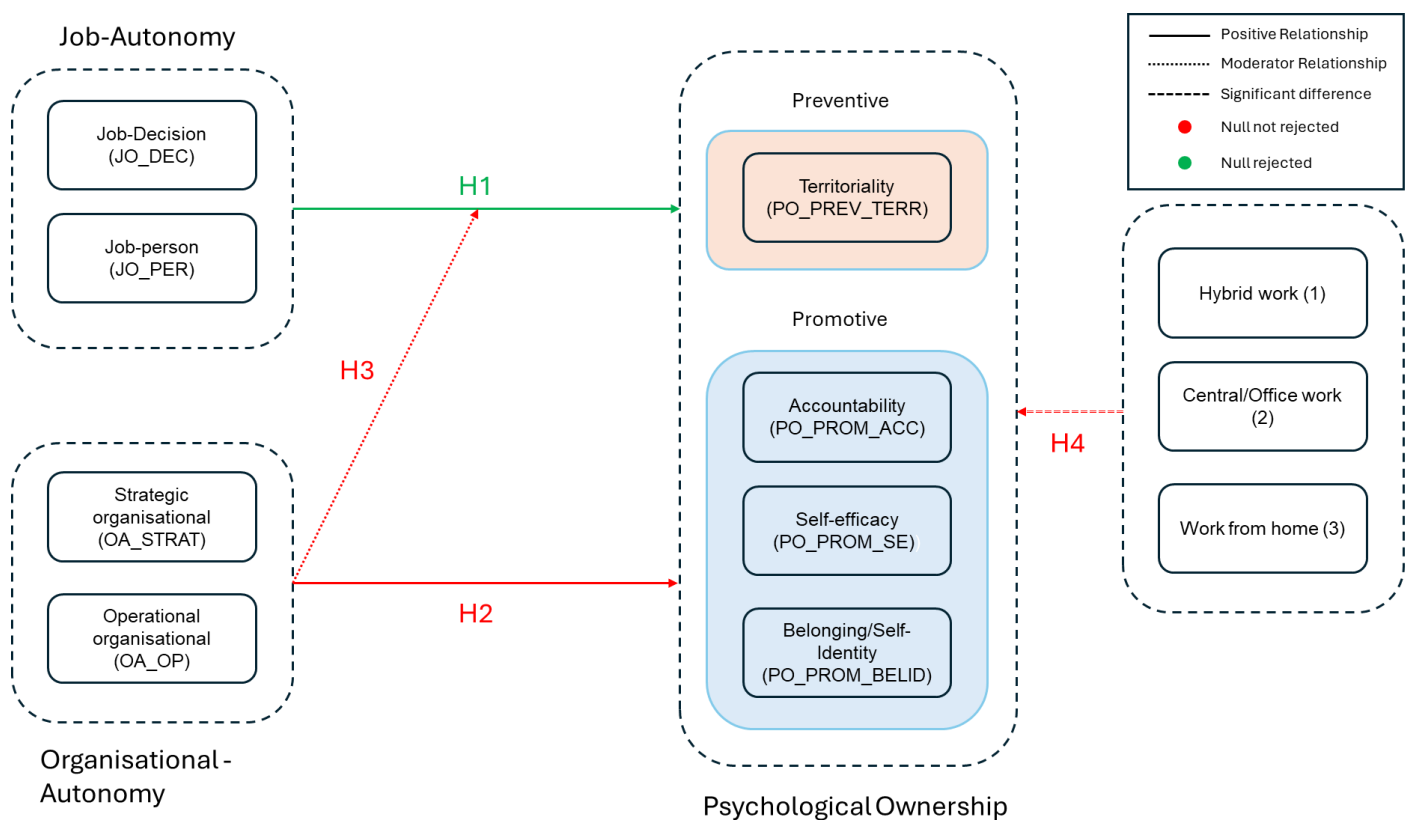 Job-Autonomy
Job-Decision
(JO_DEC)
Job-person
(JO_PER)
H1
H3
Strategic
organisational
(OA_STRAT)
Operational
organisational
(OA_OP)
Organisational -
Autonomy
H2
Preventive
Territoriality
(PO_PREV_TERR)
Promotive
Accountability
(PO_PROM_ACC)
Self-efficacy
(PO_PROM_SE))
Belonging/Self-
Identity
(PO_PROM_BELID)
Psychological Ownership
H4
Positive Relationship
Moderator Relationship
Significant difference
Null not rejected
Null rejected
Hybrid work (1)
Central/Office work
(2)
Work from home (3)